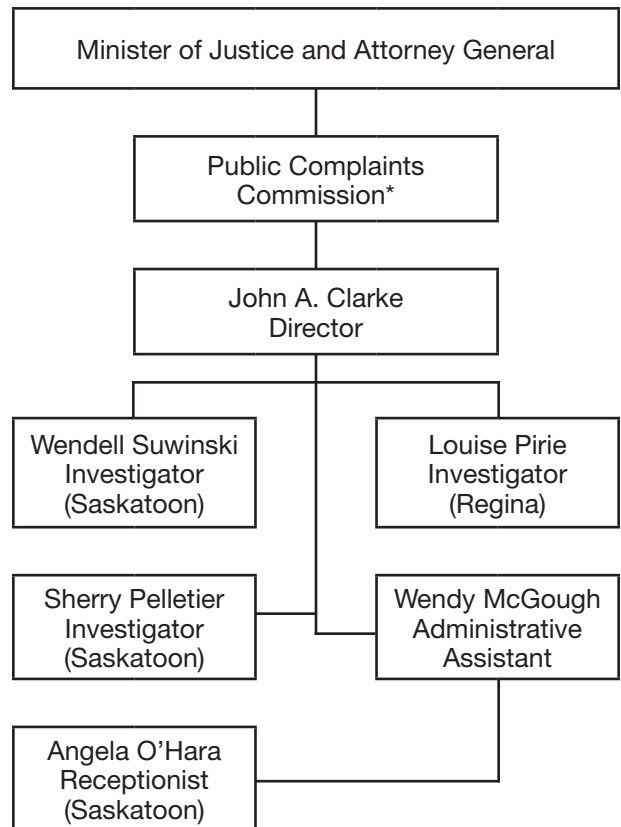 Minister of Justice and Attorney General
Public Complaints
Commission*
John A. Clarke
Director
Wendell Suwinski
Investigator
(Saskatoon)
Louise Pirie
Investigator
(Regina)
Sherry Pelletier
Investigator
(Saskatoon)
Wendy McGough
Administrative
Assistant
Angela O'Hara
Receptionist
(Saskatoon)